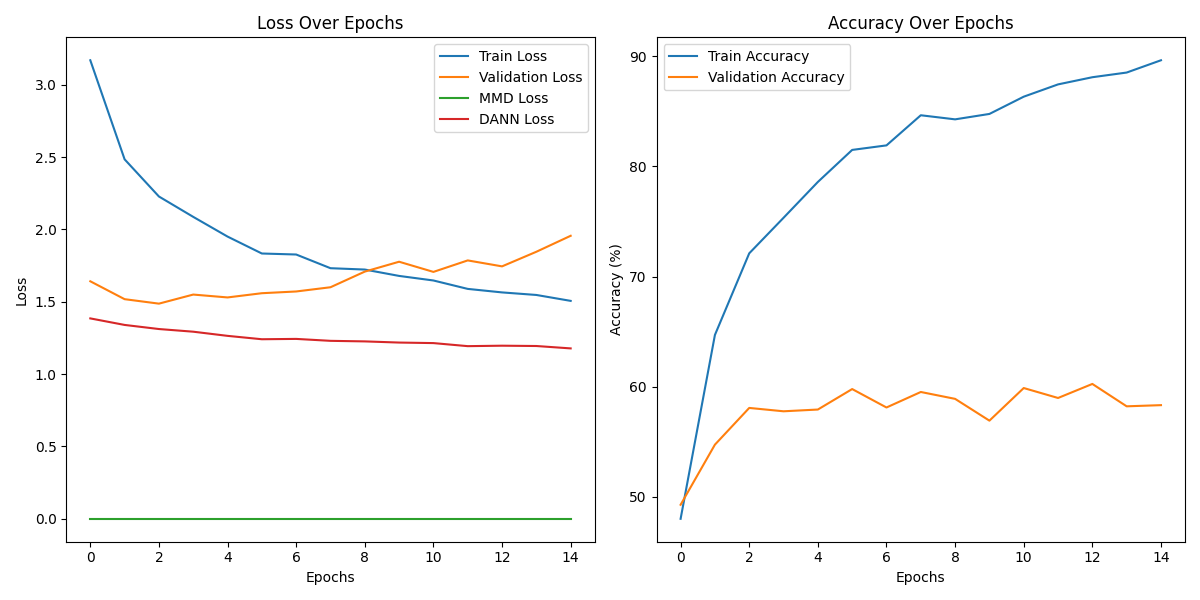 Loss Over Epochs
Train Loss
Validation Loss
MMD Loss
DANN Loss
3.0
2.5
2.0
1.5
1.0
0.5
0.0
Loss
0 2 4 6 8 10 12 14
Epochs
Accuracy Over Epochs
Train Accuracy
Validation Accuracy
90
80
70
60
50
Accuracy (%)
0 2 4 6 8 10 12 14
Epochs